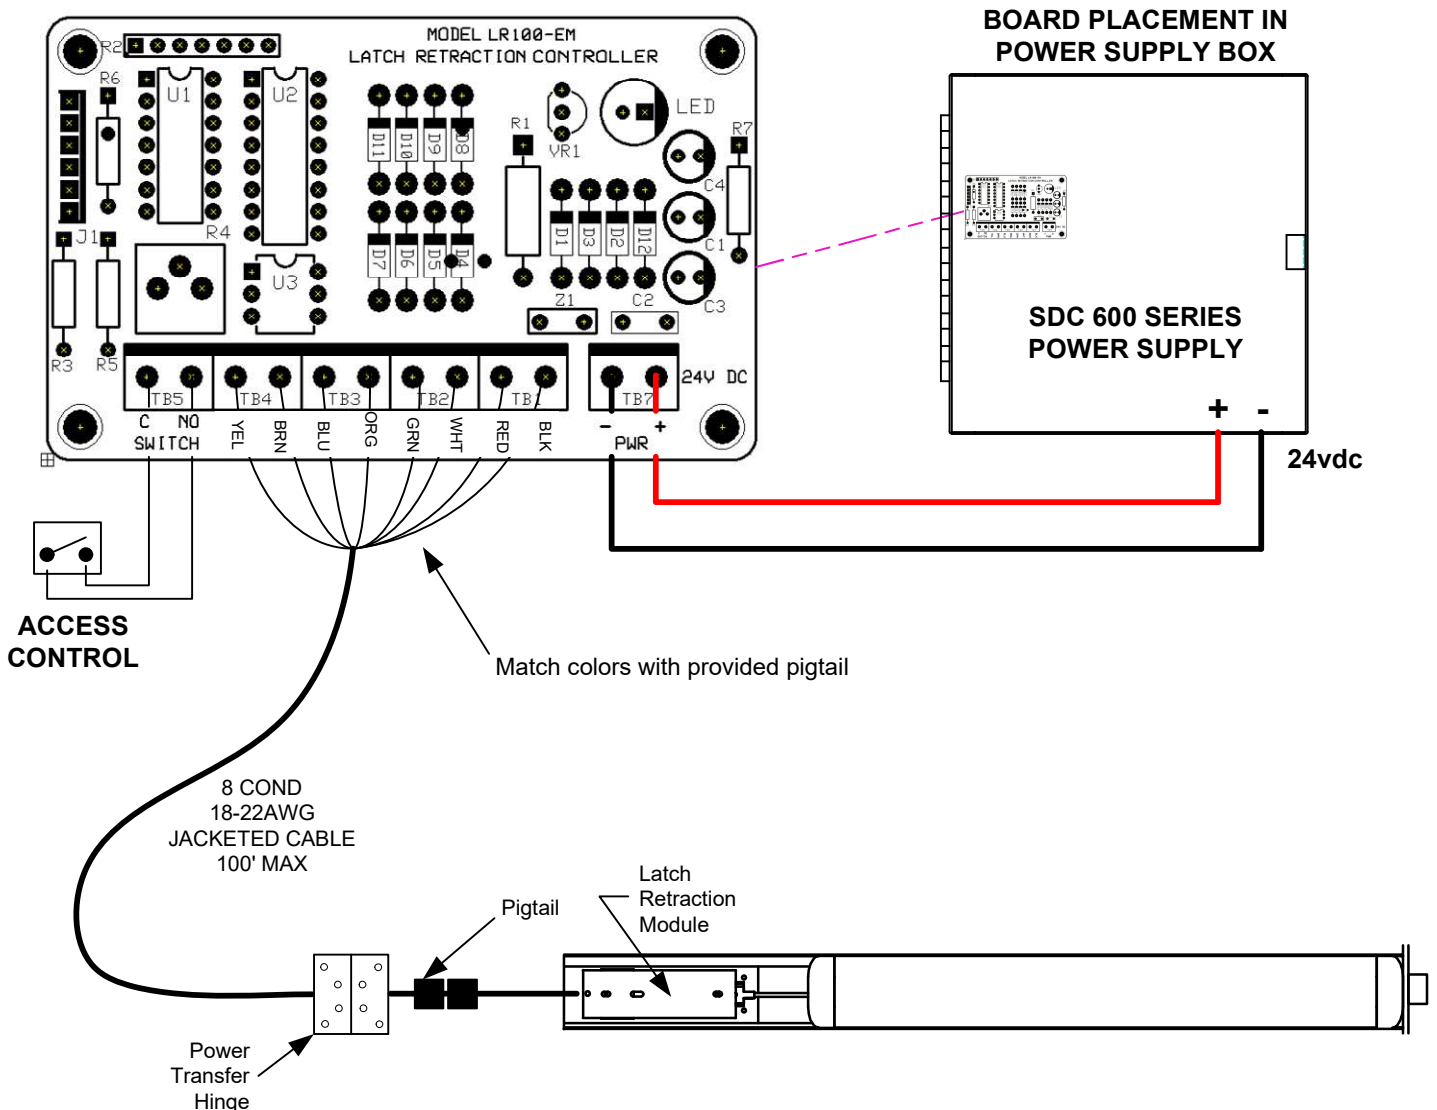 BOARD PLACEMENT IN
POWER SUPPLY BOX
MODEL LR100-EM
LATCH RETRACTION CONTROLLER
R2
R6
U1
U2
LED
R1
VR1
R7
D11
D10
D9
D8
C4
R4
J1
D7
D6
D5
D4
D1
D3
D2
D12
C1
U3
Z1
C2
C3
R3
R5
TB5
TB4
TB3
TB2
TB1
TB7
24V DC
C
NO
SWITCH
YEL
BRN
BLU
ORG
GRN
WHT
RED
BLK
-
+
PWR
SDC 600 SERIES
POWER SUPPLY
+
-
24vdc
ACCESS
CONTROL
Match colors with provided pigtail
8 COND
18-22AWG
JACKETED CABLE
100' MAX
Pigtail
Latch
Retraction
Module
Power
Transfer
Hinge